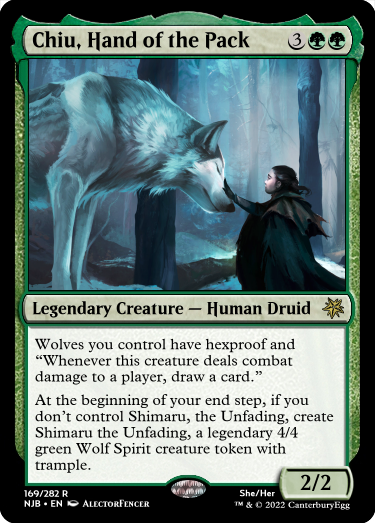 Chiu, Hand of the Pack 3
Legendary Creature — Human Druid
Wolves you control have hexproof and
“Whenever this creature deals combat
damage to a player, draw a card.”
At the beginning of your end step, if you
don’t control Shimaru, the Unfading, create
Shimaru the Unfading, a legendary 4/4
green Wolf Spirit creature token with
trample.
2/2
169/282 R She/Her
NJB • EN ALECTORFENCER ™ & © 2022 CanterburyEgg